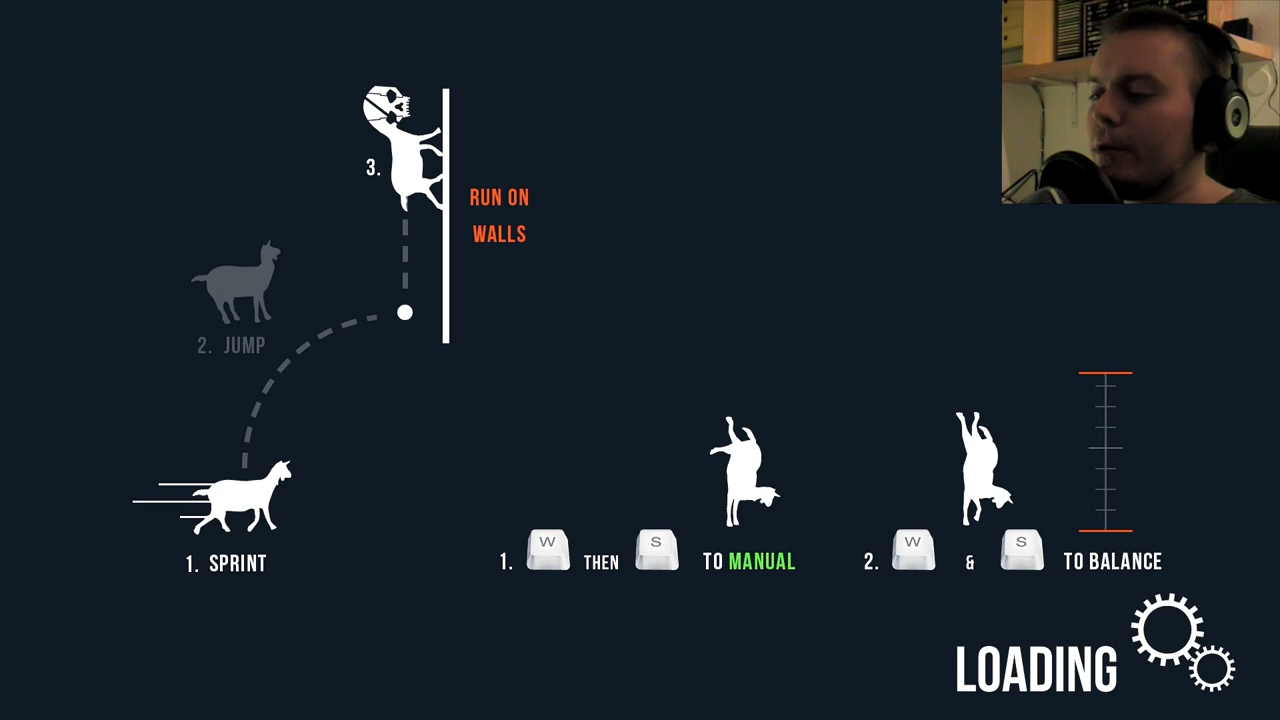 3.
RUN ON
WALLS
2. JUMP
1. SPRINT
1. W THEN S TO MANUAL
2. W & S TO BALANCE
LOADING